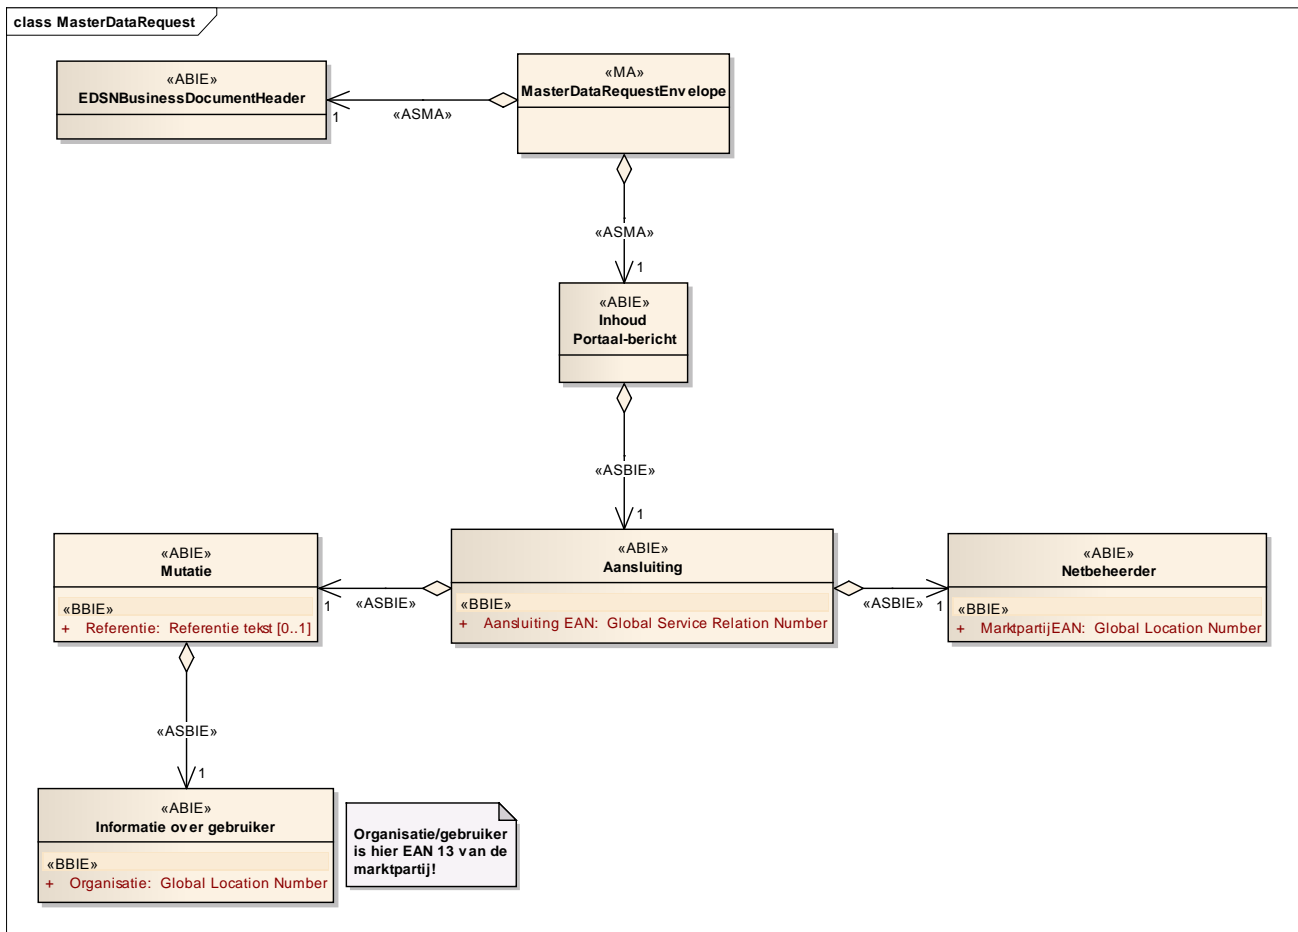 class MasterDataRequest
«ABIE»
EDSNBusinessDocumentHeader
«MA»
MasterDataRequestEnvelope
1
«ASMA»
«ASMA»
1
«ABIE»
Inhoud
Portaal-bericht
«ASBIE»
1
«ABIE»
Mutatie
«BBIE»
+ Referentie: Referentie tekst [0..1]
1
«ASBIE»
«ABIE»
Aansluiting
«BBIE»
+ Aansluiting EAN: Global Service Relation Number
«ASBIE»
1
«ABIE»
Netbeheerder
«BBIE»
+ MarktpartijEAN: Global Location Number
«ASBIE»
1
«ABIE»
Informatie over gebruiker
«BBIE»
+ Organisatie: Global Location Number
Organisatie/gebruiker
is hier EAN 13 van de
marktpartij!